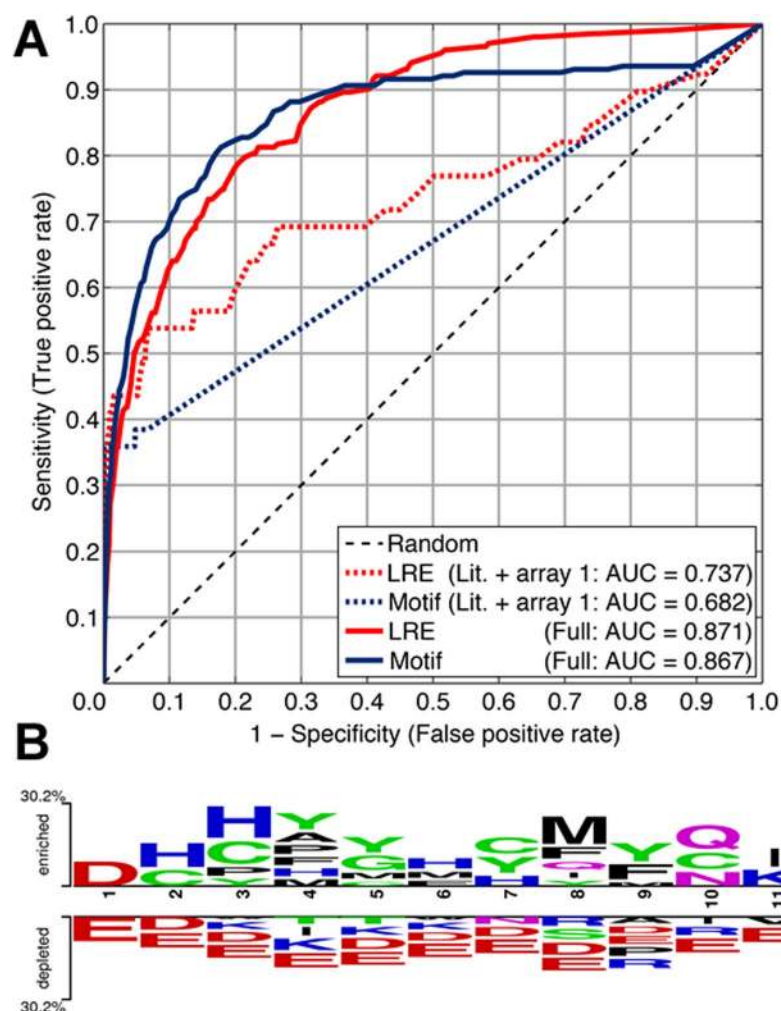 A
1.0
0.9
0.8
0.7
0.6
0.5
0.4
0.3
0.2
0.1
Sensitivity (True positive rate)
Random
LRE (Lit. + array 1: AUC = 0.737)
Motif (Lit. + array 1: AUC = 0.682)
LRE (Full: AUC = 0.871)
Motif (Full: AUC = 0.867)
0.0 0.1 0.2 0.3 0.4 0.5 0.6 0.7 0.8 0.9 1.0
1 – Specificity (False positive rate)
B
30.2%
enriched
D
H G
H C P
Y A P F H M
Y G M
H M E
C Y H
M F Q
Y F M
Q C N
I K
1 2 3 4 5 6 7 8 9 10 11
depleted
E
D E
K D E
T K E
K D E
K D E
N D E
R S D E
A D P R
R E
E
30.2%